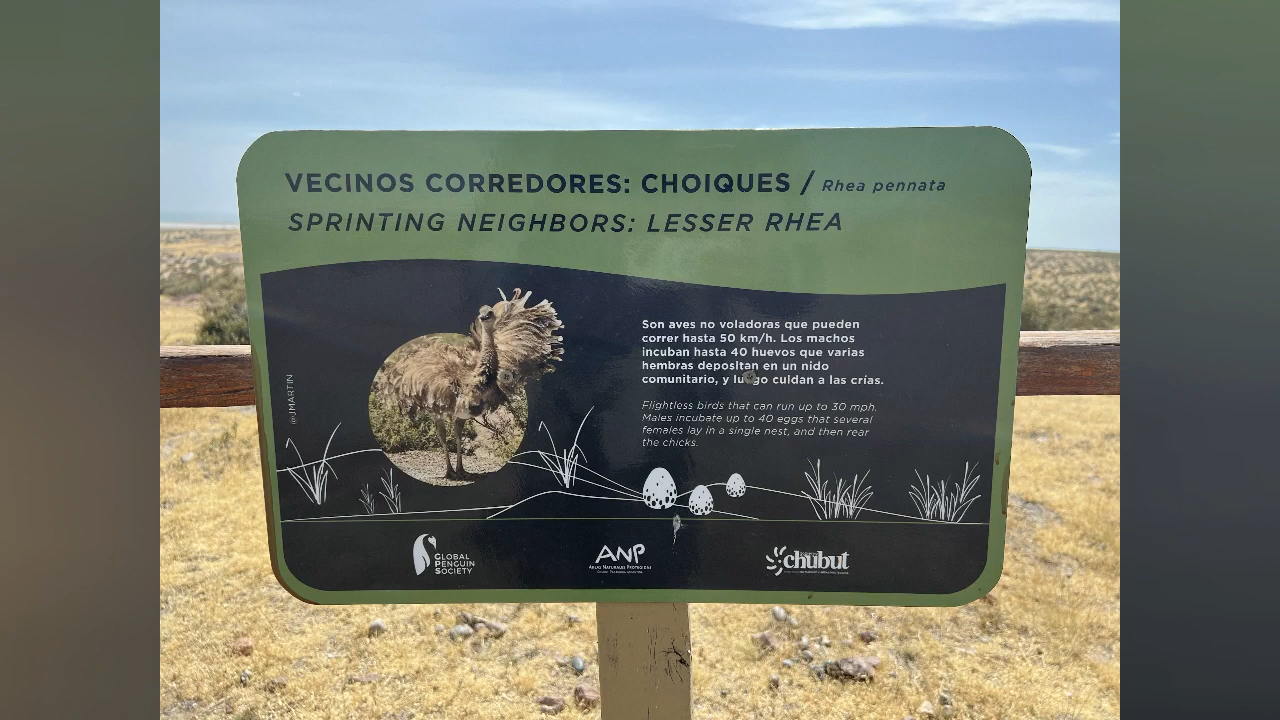 VECINOS CORREDORES: CHOIQUES / Rhea pennata
SPRINTING NEIGHBORS: LESSER RHEA
@JMARTIN
Son aves no voladoras que pueden
correr hasta 50 km/h. Los machos
incuban hasta 40 huevos que varias
hembras depositan en un nido
comunitario, y luego cuidan a las crías.
Flightless birds that can run up to 30 mph.
Males incubate up to 40 eggs that several
females lay in a single nest, and then rear
the chicks.
GLOBAL
PENGUIN
SOCIETY
ANP
Áreas Naturales Protegidas
chubut